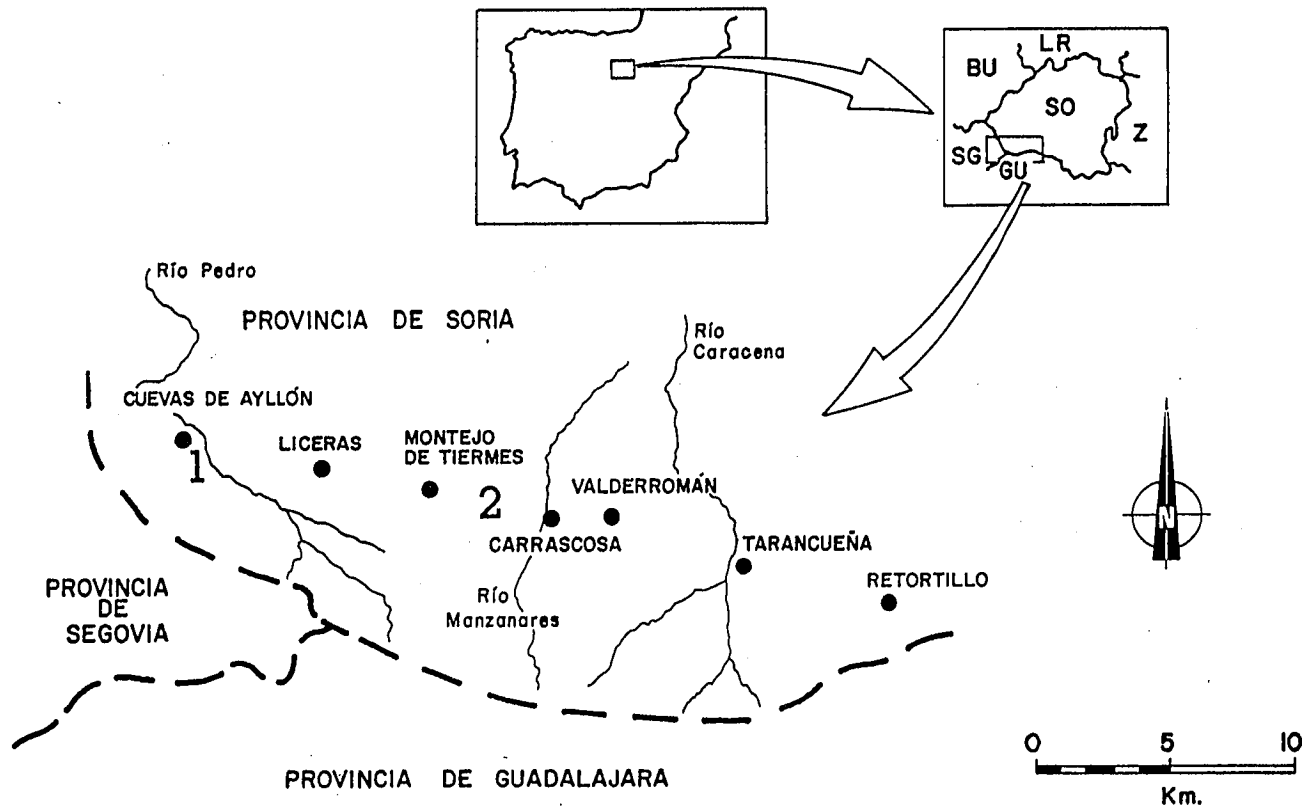 LR
BU
SO
Z
SG
GU
Río Pedro
PROVINCIA DE SORIA
Río
Caracena
CUEVAS DE AYLLÓN
1
LICERAS
MONTEJO
DE TIERMES
2
VALDERROMÁN
CARRASCOSA
TARANCUEÑA
RETORTILLO
N
PROVINCIA
DE
SEGOVIA
Río
Manzanares
PROVINCIA DE GUADALAJARA
0 5 10
Km.